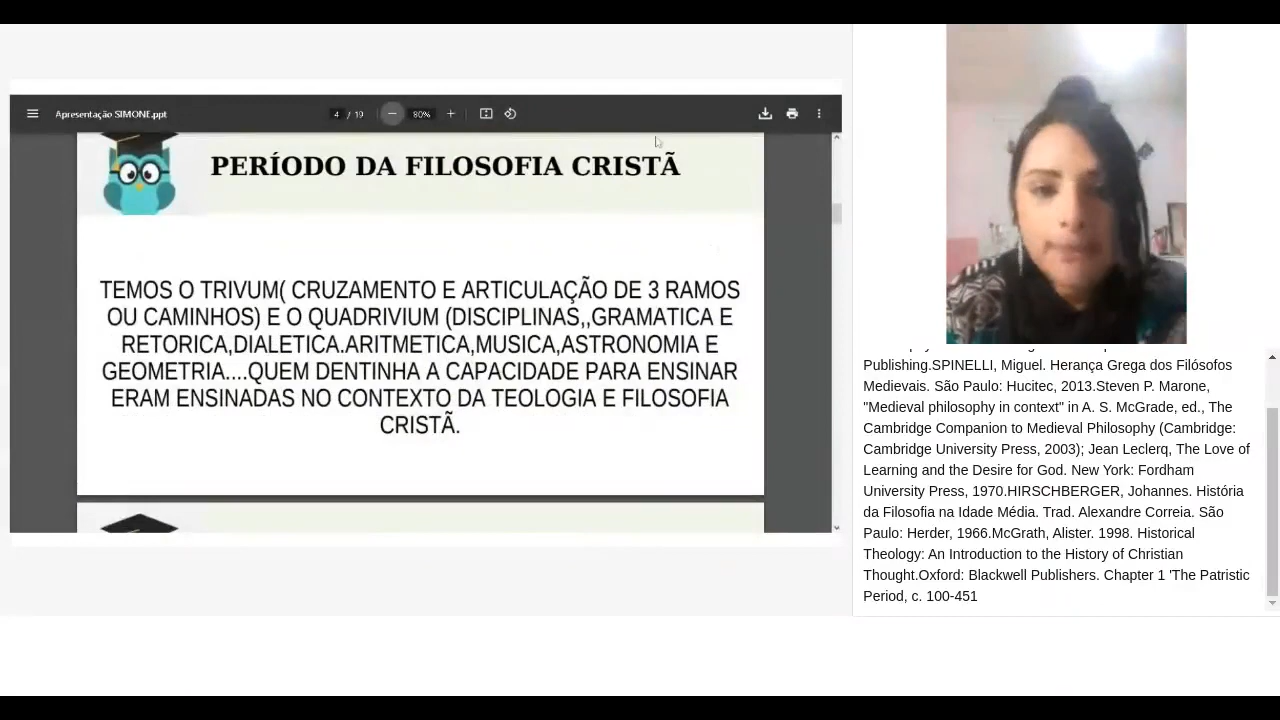 Apresentação SIMONE.ppt
4 / 19
80%
PERÍODO DA FILOSOFIA CRISTÃ
TEMOS O TRIVUM( CRUZAMENTO E ARTICULAÇÃO DE 3 RAMOS
OU CAMINHOS) E O QUADRIVIUM (DISCIPLINAS,,GRAMATICA E
RETORICA,DIALETICA.ARITMETICA,MUSICA,ASTRONOMIA E
GEOMETRIA....QUEM DENTINHA A CAPACIDADE PARA ENSINAR
ERAM ENSINADAS NO CONTEXTO DA TEOLOGIA E FILOSOFIA
CRISTÃ.
Publishing.SPINELLI, Miguel. Herança Grega dos Filósofos
Medievais. São Paulo: Hucitec, 2013.Steven P. Marone,
"Medieval philosophy in context" in A. S. McGrade, ed., The
Cambridge Companion to Medieval Philosophy (Cambridge:
Cambridge University Press, 2003); Jean Leclerq, The Love of
Learning and the Desire for God. New York: Fordham
University Press, 1970.HIRSCHBERGER, Johannes. História
da Filosofia na Idade Média. Trad. Alexandre Correia. São
Paulo: Herder, 1966.McGrath, Alister. 1998. Historical
Theology: An Introduction to the History of Christian
Thought.Oxford: Blackwell Publishers. Chapter 1 'The Patristic
Period, c. 100-451